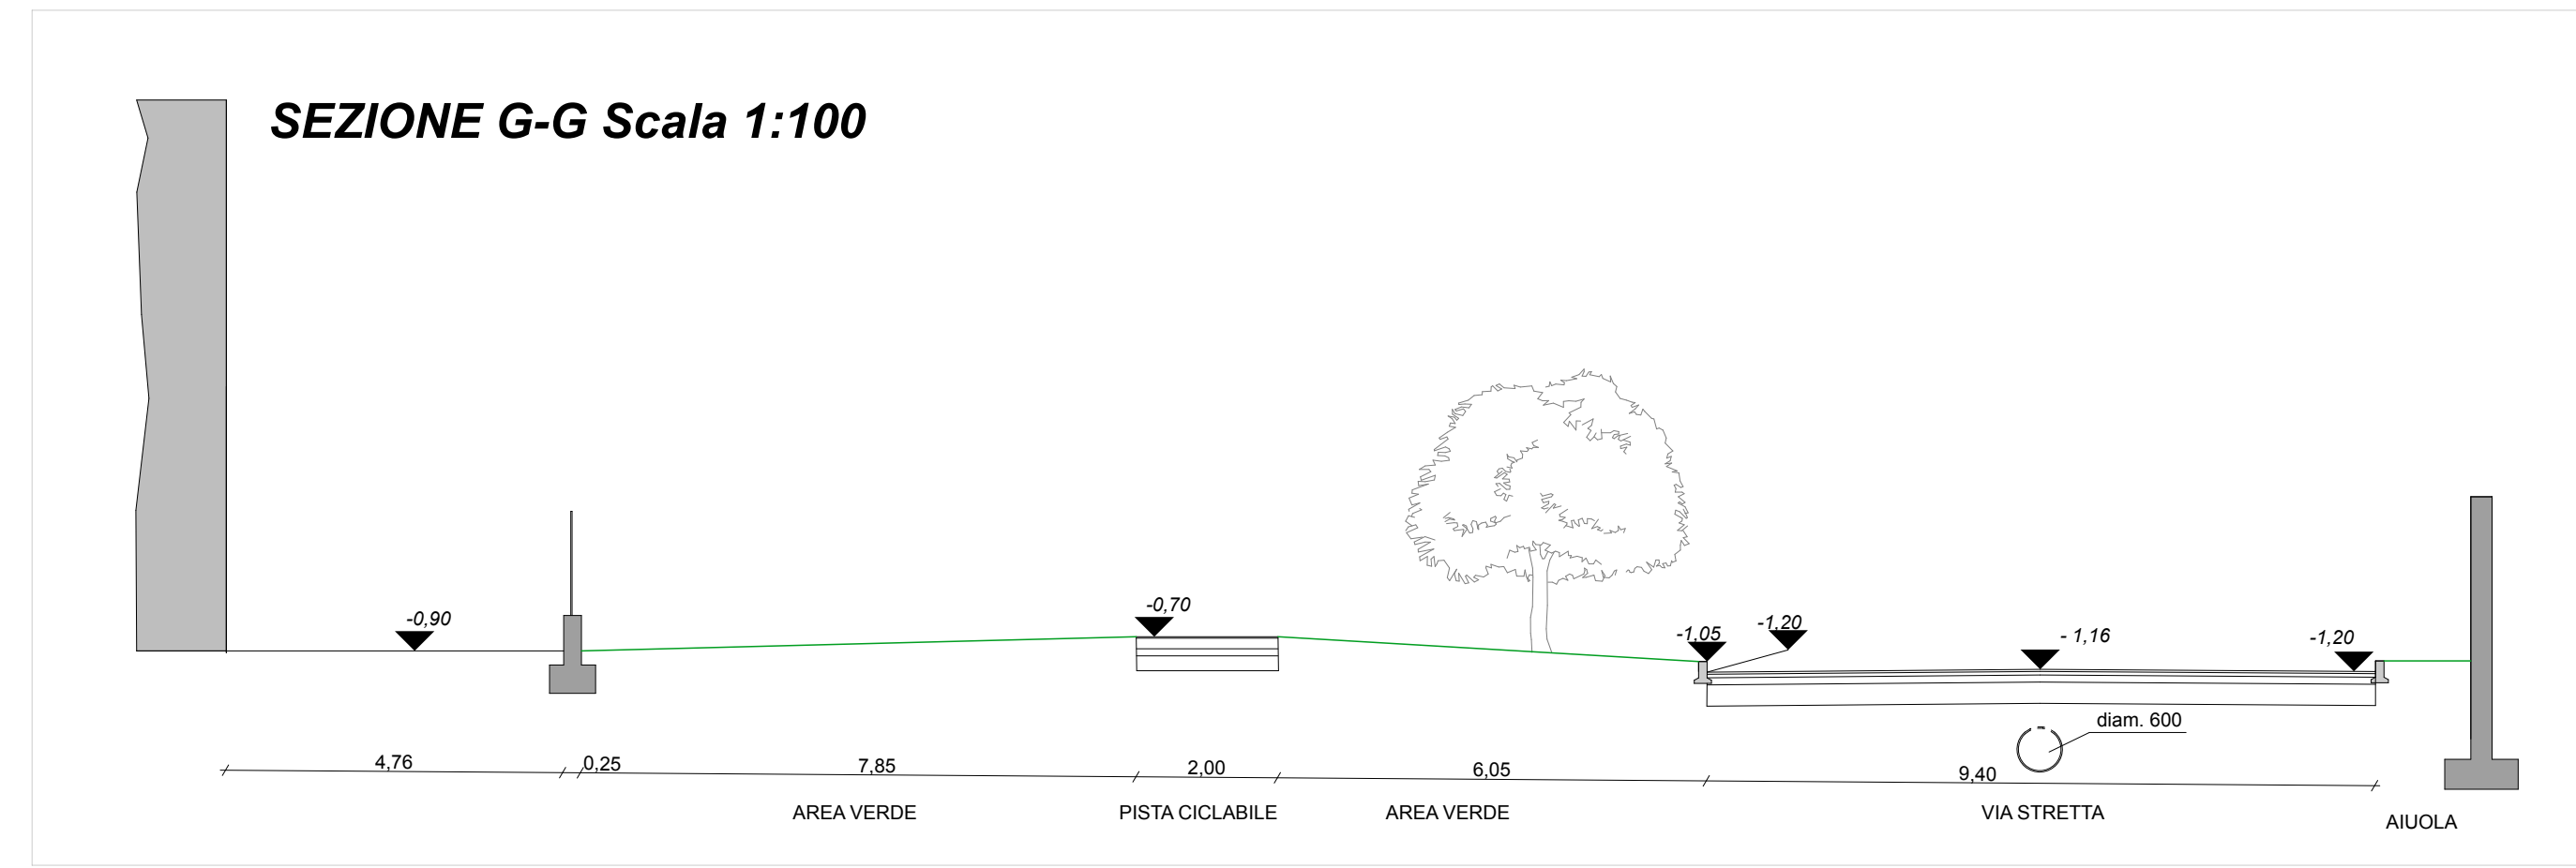 SEZIONE G-G Scala 1:100
-0,90
-0,70
-1,05
-1,20
- 1,16
-1,20
diam. 600
4,76
0,25
7,85
2,00
6,05
9,40
AREA VERDE
PISTA CICLABILE
AREA VERDE
VIA STRETTA
AIUOLA